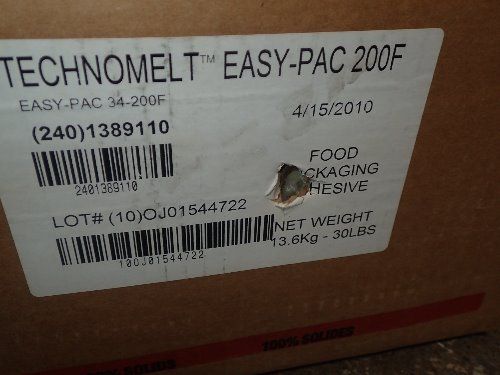 TECHNOMELT™ EASY-PAC 200F
EASY-PAC 34-200F
4/15/2010
(240)1389110
2401389110
FOOD
CKAGING
HESIVE
LOT# (10)OJ01544722
10OJ01544722
NET WEIGHT
13.6Kg - 30LBS
100% SOLIDES
SOLIDS